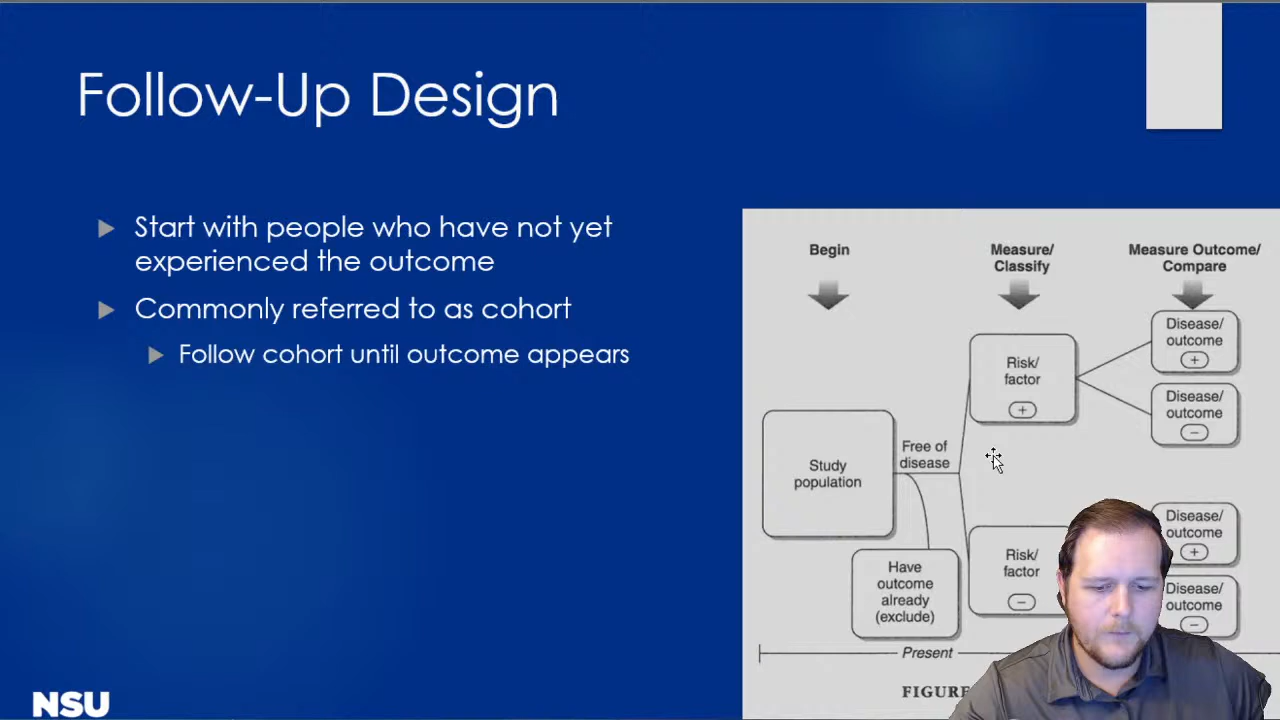 Follow-Up Design
Start with people who have not yet
experienced the outcome
Commonly referred to as cohort
Follow cohort until outcome appears
Begin
Measure/
Classify
Measure Outcome/
Compare
Study
population
Free of
disease
Have
outcome
already
(exclude)
Risk/
factor
+
Disease/
outcome
+
Disease/
outcome
−
Risk/
factor
−
Disease/
outcome
+
Disease/
outcome
−
Present
FIGURE
NSU